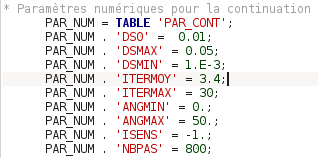 * Paramètres numériques pour la continuation
PAR_NUM = TABLE 'PAR_CONT';
PAR_NUM . 'DS0' = 0.01;
PAR_NUM . 'DSMAX' = 0.05;
PAR_NUM . 'DSMIN' = 1.E-3;
PAR_NUM . 'ITERMOY' = 3.4;
PAR_NUM . 'ITERMAX' = 30;
PAR_NUM . 'ANGMIN' = 0.;
PAR_NUM . 'ANGMAX' = 50.;
PAR_NUM . 'ISENS' = -1.;
PAR_NUM . 'NBPAS' = 800;